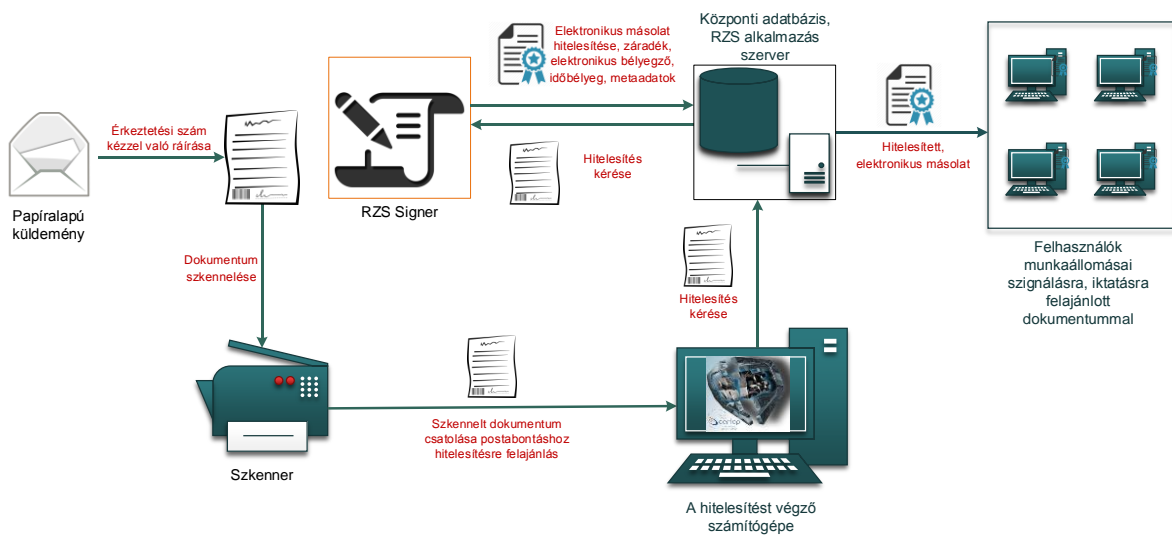 Központi adatbázis,
RZS alkalmazás
szerver
Elektronikus másolat
hitelesítése, záradék,
elektronikus bélyegző,
időbélyeg, metaadatok
Érkeztetési szám
kézzel való ráírása
Hitelesítés
kérése
Hitelesített,
elektronikus másolat
Papíralapú
küldemény
RZS Signer
Dokumentum
szkennelése
Hitelesítés
kérése
Felhasználók
munkaállomásai
szignálásra, iktatásra
felajánlott
dokumentummal
Szkennelt dokumentum
csatolása postabontáshoz
hitelesítésre felajánlás
Szkenner
A hitelesítést végző
számítógépe